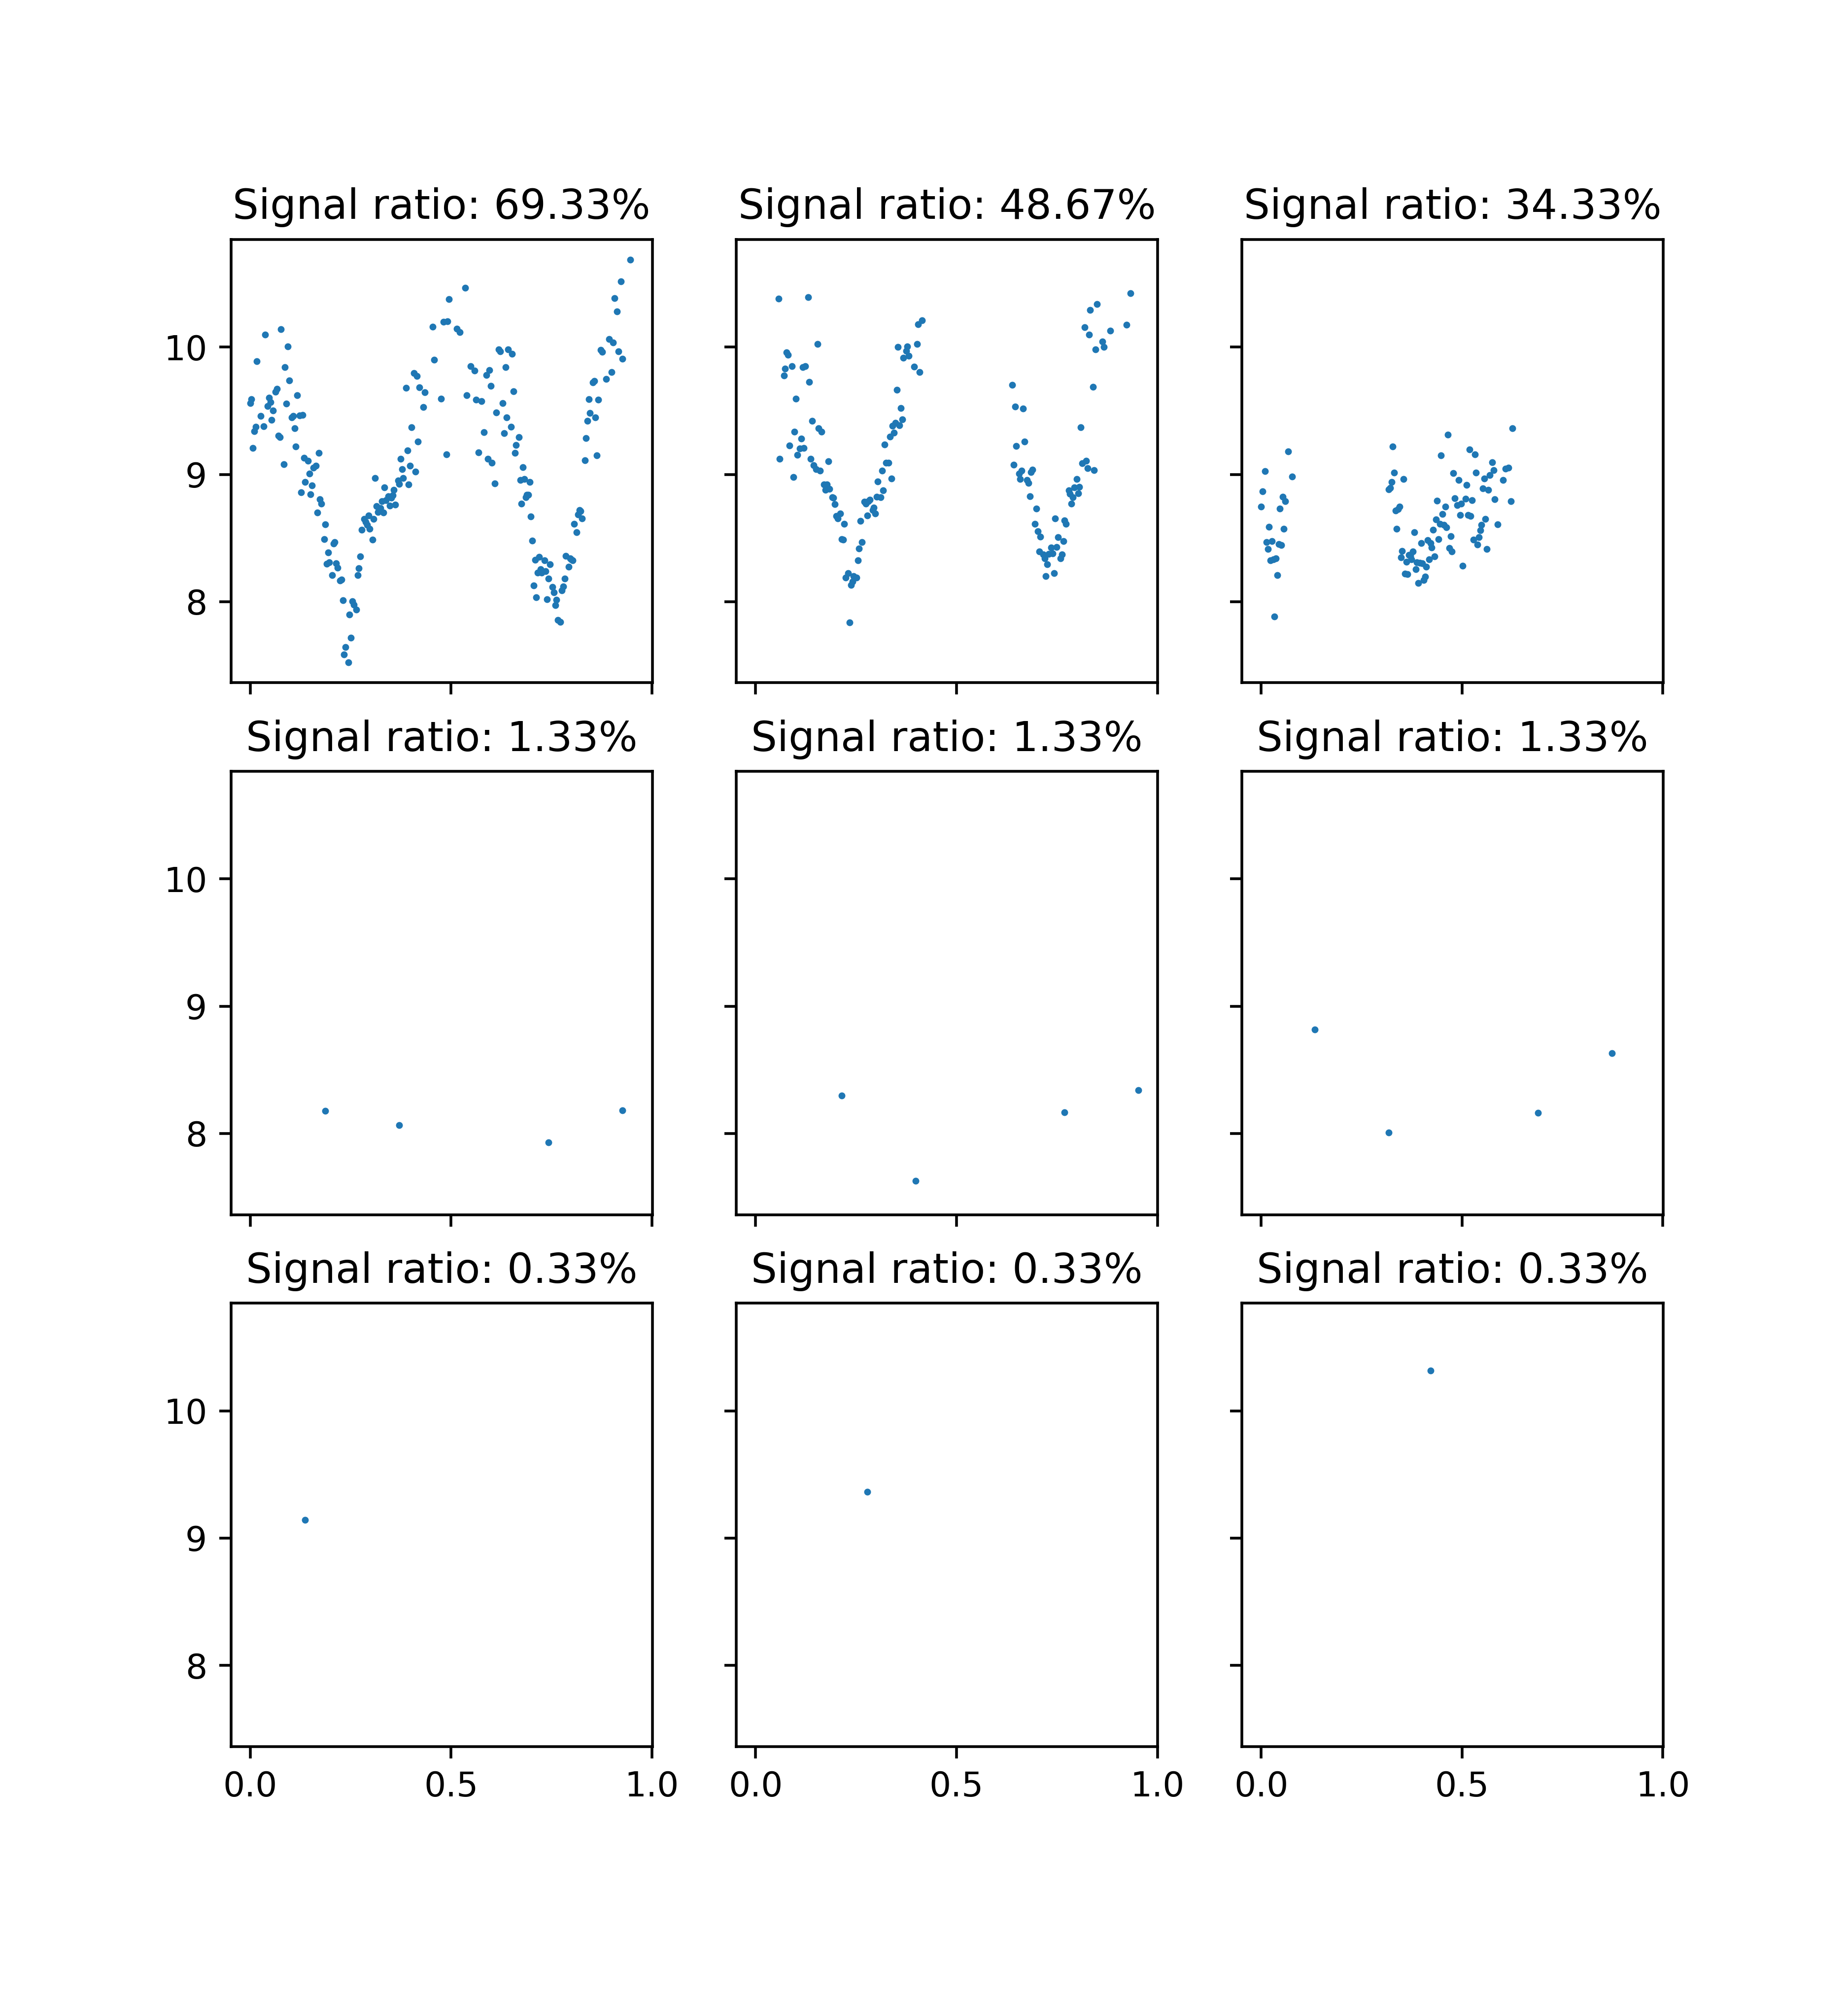 Signal ratio: 69.33%
Signal ratio: 48.67%
Signal ratio: 34.33%
10
9
8
Signal ratio: 1.33%
Signal ratio: 1.33%
Signal ratio: 1.33%
10
9
8
Signal ratio: 0.33%
Signal ratio: 0.33%
Signal ratio: 0.33%
10
9
8
0.0 0.5 1.0
0.0 0.5 1.0
0.0 0.5 1.0